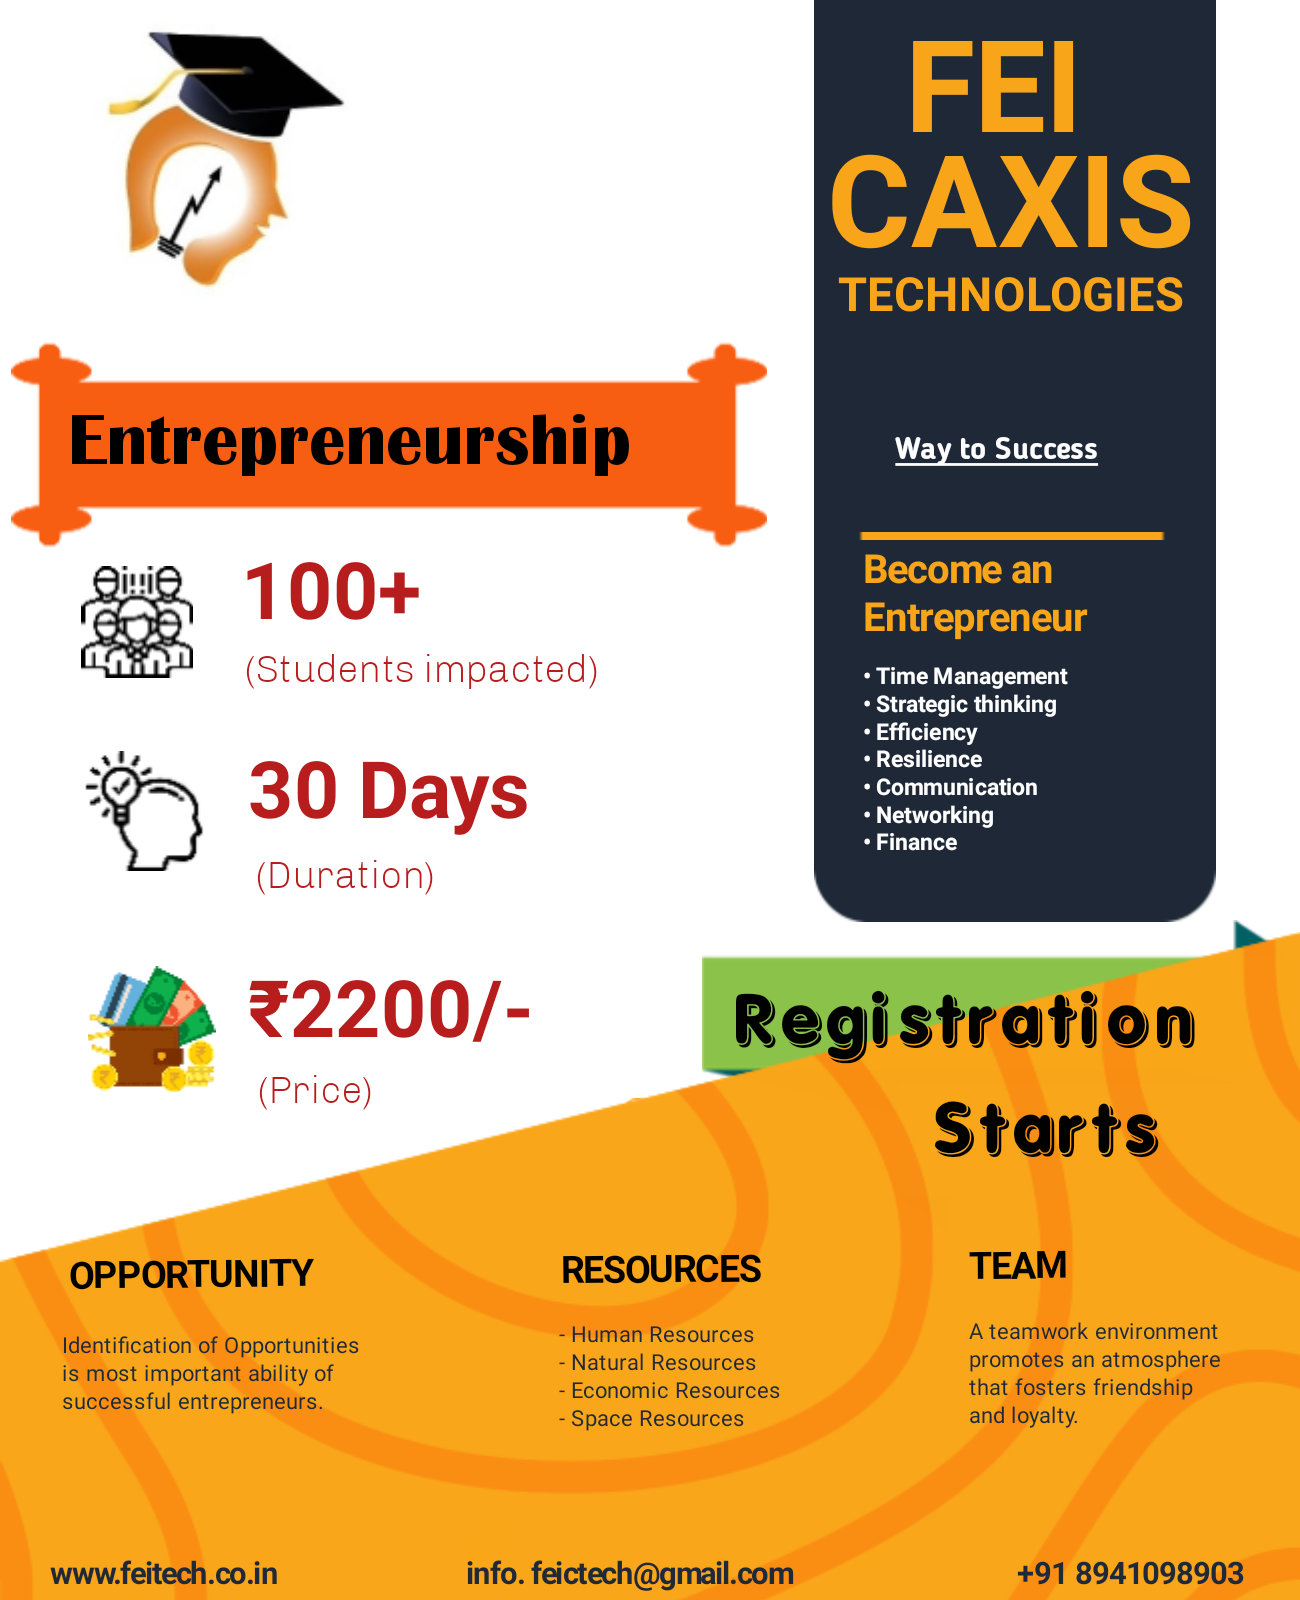 FEI
CAXIS
TECHNOLOGIES
Way to Success
Become an
Entrepreneur
• Time Management
• Strategic thinking
• Efficiency
• Resilience
• Communication
• Networking
• Finance
Entrepreneurship
100+
(Students impacted)
30 Days
(Duration)
₹2200/-
(Price)
Registration
Starts
OPPORTUNITY
Identification of Opportunities
is most important ability of
successful entrepreneurs.
RESOURCES
- Human Resources
- Natural Resources
- Economic Resources
- Space Resources
TEAM
A teamwork environment
promotes an atmosphere
that fosters friendship
and loyalty.
www.feitech.co.in
info. feictech@gmail.com
+91 8941098903